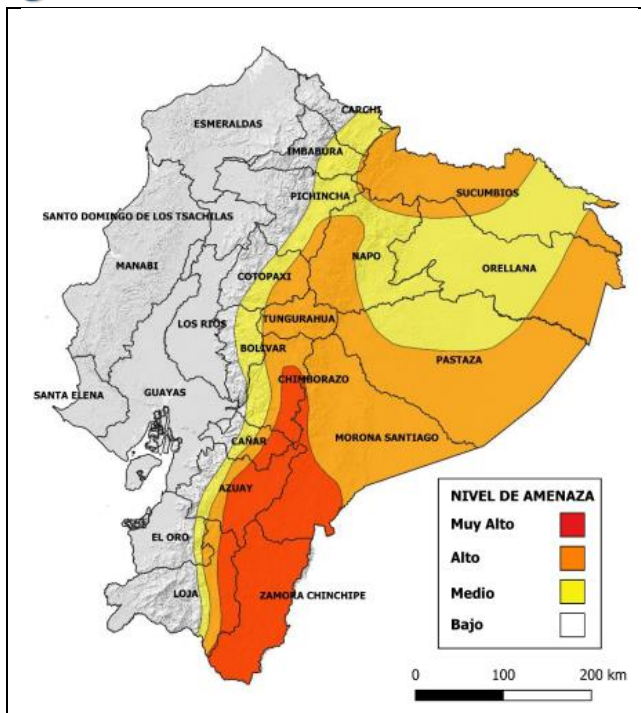 CARCHI
ESMERALDAS
IMBABURA
SUCUMBIOS
PICHINCHA
SANTO DOMINGO DE LOS TSACHILAS
NAPO
MANABI
ORELLANA
COTOPAXI
LOS RIOS
TUNGURAHUA
BOLIVAR
PASTAZA
CHIMBORAZO
SANTA ELENA
GUAYAS
MORONA SANTIAGO
CAÑAR
AZUAY
EL ORO
LOJA
ZAMORA CHINCHIPE
NIVEL DE AMENAZA
Muy Alto
Alto
Medio
Bajo
0 100 200 km